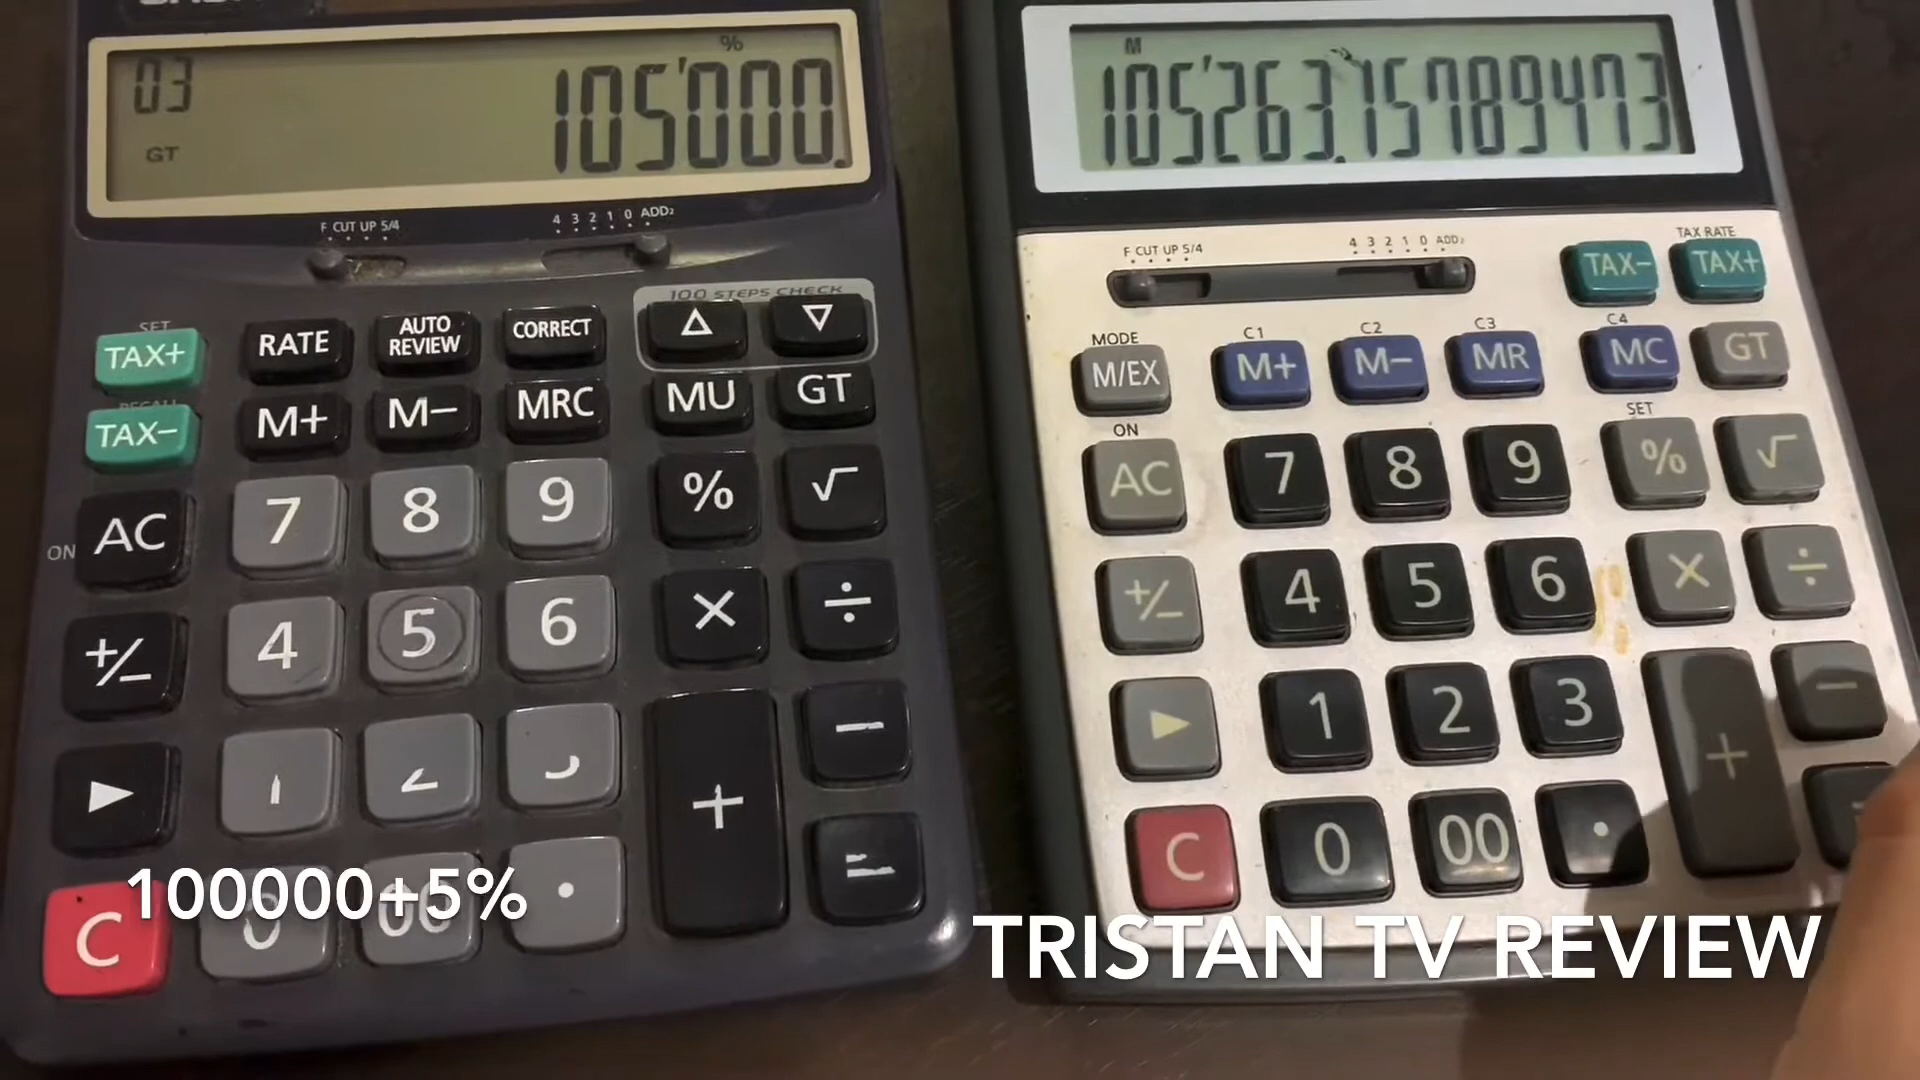 %
03 105'000.
GT
F CUT UP 5/4 4 3 2 1 0 ADD₂
100 STEPS CHECK
SET
TAX+ RATE AUTO REVIEW CORRECT △ ▽
TAX− M+ M− MRC MU GT
AC 7 8 9 % √
ON
+/− 4 5 6 × ÷
▶ + −
C 0 00 · =
100000+5%
M
105'263.15789473
F CUT UP 5/4 4 3 2 1 0 ADD₂
TAX RATE
TAX− TAX+
MODE C1 C2 C3 C4
M/EX M+ M− MR MC GT
ON SET
AC 7 8 9 % √
+/− 4 5 6 × ÷
▶ 1 2 3 + −
C 0 00 ·
TRISTAN TV REVIEW